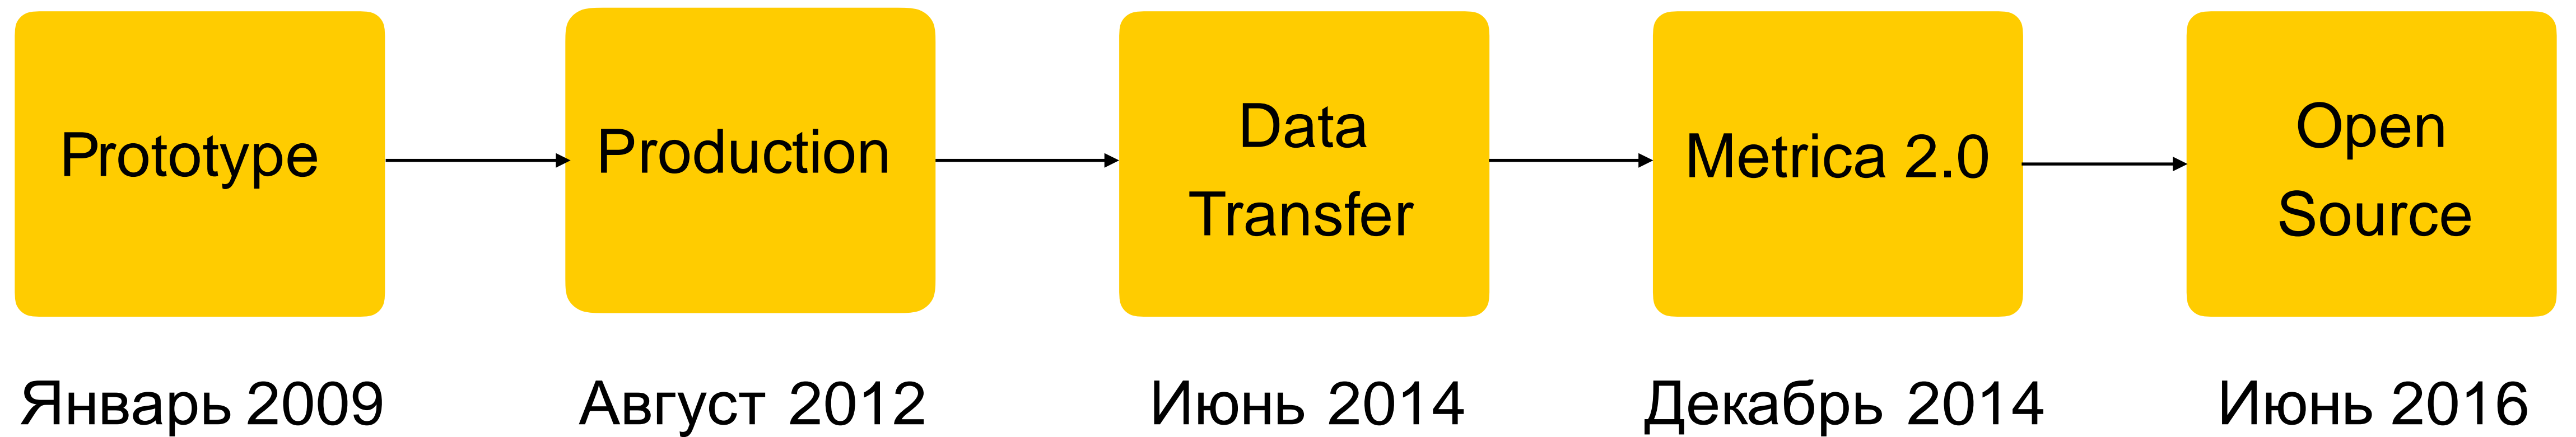 Prototype
Production
Data
Transfer
Metrica 2.0
Open
Source
Январь 2009
Август 2012
Июнь 2014
Декабрь 2014
Июнь 2016